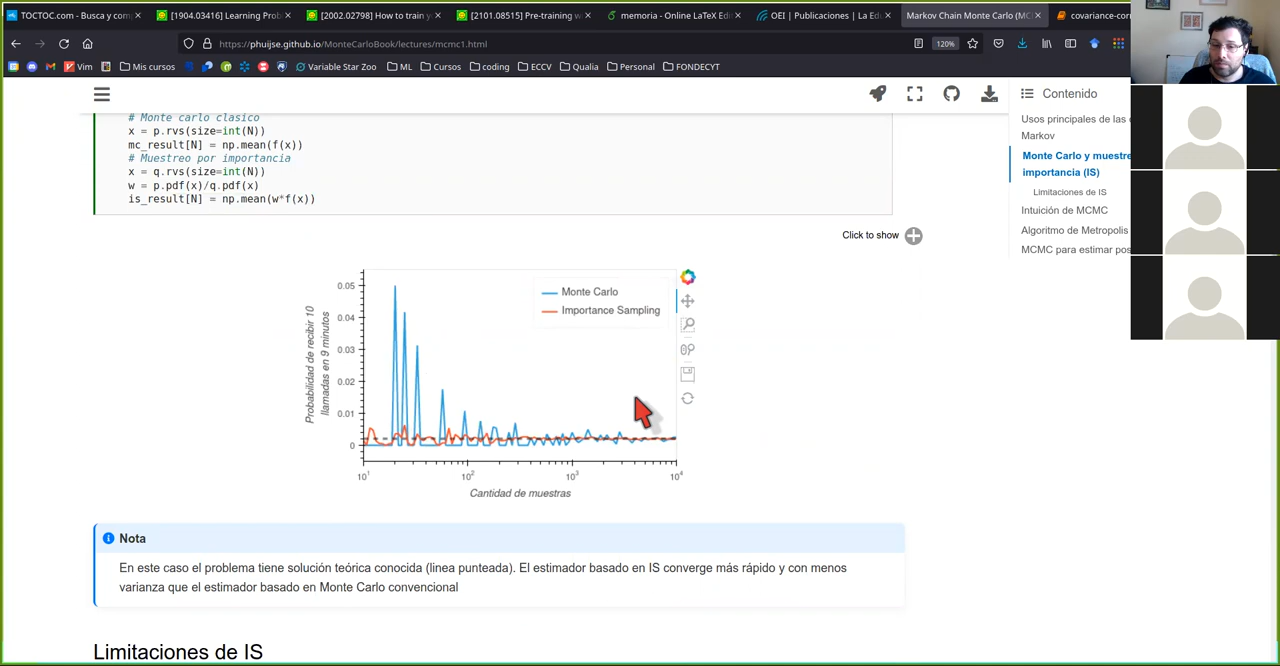 TOCTOC.com - Busca y comp
[1904.03416] Learning Prob
[2002.02798] How to train y
[2101.08515] Pre-training w
memoria - Online LaTeX Edit
OEI | Publicaciones | La Edu
Markov Chain Monte Carlo (MC
covariance-corr
https://phuijse.github.io/MonteCarloBook/lectures/mcmc1.html
120%
Vim
Mis cursos
Variable Star Zoo
ML
Cursos
coding
ECCV
Qualia
Personal
FONDECYT
# Monte carlo clasico
x = p.rvs(size=int(N))
mc_result[N] = np.mean(f(x))
# Muestreo por importancia
x = q.rvs(size=int(N))
w = p.pdf(x)/q.pdf(x)
is_result[N] = np.mean(w*f(x))
Click to show
Probabilidad de recibir 10
llamadas en 9 minutos
0.05
0.04
0.03
0.02
0.01
0
Monte Carlo
Importance Sampling
10¹
10²
10³
10⁴
Cantidad de muestras
Nota
En este caso el problema tiene solución teórica conocida (linea punteada). El estimador basado en IS converge más rápido y con menos
varianza que el estimador basado en Monte Carlo convencional
Limitaciones de IS
Contenido
Usos principales de las
Markov
Monte Carlo y muestre
importancia (IS)
Limitaciones de IS
Intuición de MCMC
Algoritmo de Metropolis
MCMC para estimar pos